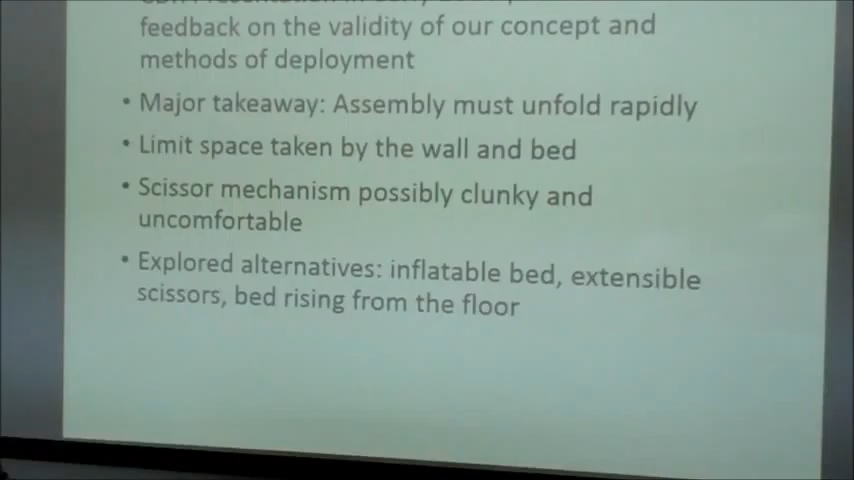 feedback on the validity of our concept and
methods of deployment
• Major takeaway: Assembly must unfold rapidly
• Limit space taken by the wall and bed
• Scissor mechanism possibly clunky and
uncomfortable
• Explored alternatives: inflatable bed, extensible
scissors, bed rising from the floor